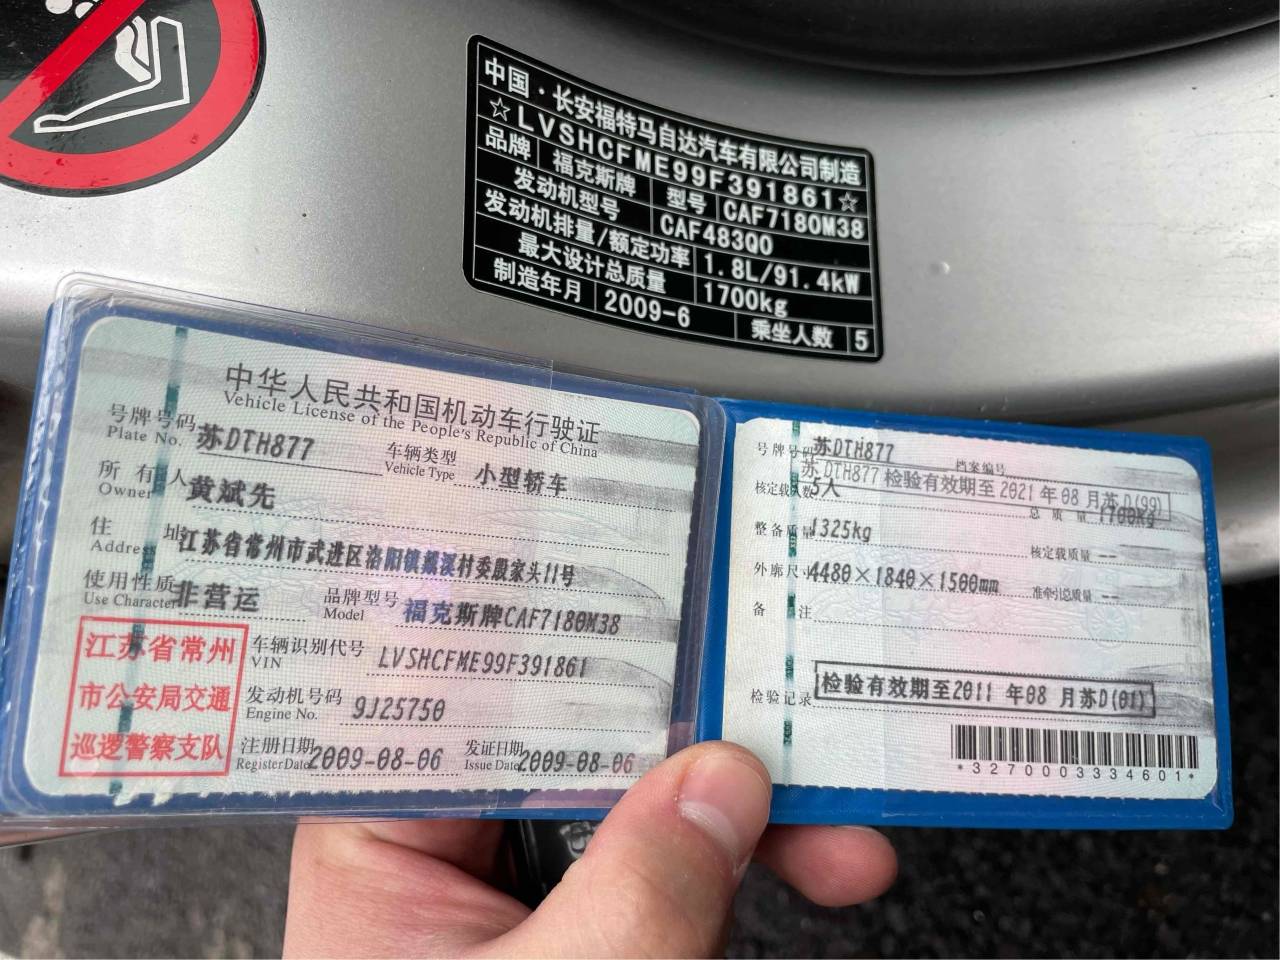 中国·长安福特马自达汽车有限公司制造
☆LVSHCFME99F391861☆
品牌 福克斯牌 型号 CAF7180M38
发动机型号 CAF483Q0
发动机排量/额定功率 1.8L/91.4kW
最大设计总质量 1700kg
制造年月 2009-6 乘坐人数 5
中华人民共和国机动车行驶证
Vehicle License of the People's Republic of China
号牌号码 苏DTH877 车辆类型 小型轿车
Plate No. Vehicle Type
所有人 黄斌先
Owner
住址 江苏省常州市武进区洛阳镇 村委殷家头11号
Address
使用性质 非营运 品牌型号 福克斯牌CAF7180M38
Use Character Model
江苏省常州
市公安局交通
巡逻警察支队
车辆识别代号 LVSHCFME99F391861
VIN
发动机号码 9J25750
Engine No.
注册日期 2009-08-06 发证日期 2009-08-06
Register Date Issue Date
号牌号码 苏DTH877 档案编号
苏DTH877 检验有效期至2021年08月苏D(99)
核定载人数 5人 总质量 1700kg
整备质量 1325kg 核定载质量 --
外廓尺寸 4480×1840×1500mm 准牵引总质量 --
备注
检验记录 检验有效期至2011年08月苏D(01)
*3270003334601*